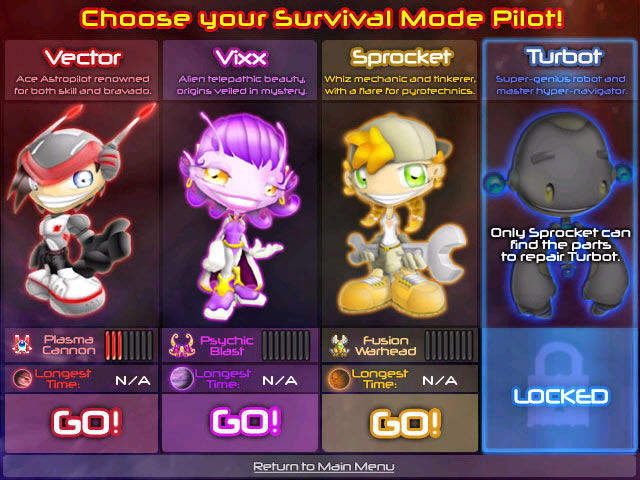 Choose your Survival Mode Pilot!
Vector
Ace Astropilot renowned
for both skill and bravado.
Vixx
Alien telepathic beauty,
origins veiled in mystery.
Sprocket
Whiz mechanic and tinkerer,
with a flare for pyrotechnics.
Turbot
Super-genius robot and
master hyper-navigator.
Only Sprocket can
find the parts
to repair Turbot.
Plasma
Cannon
Psychic
Blast
Fusion
Warhead
Longest
Time:
N/A
Longest
Time:
N/A
Longest
Time:
N/A
GO!
GO!
GO!
LOCKED
Return to Main Menu